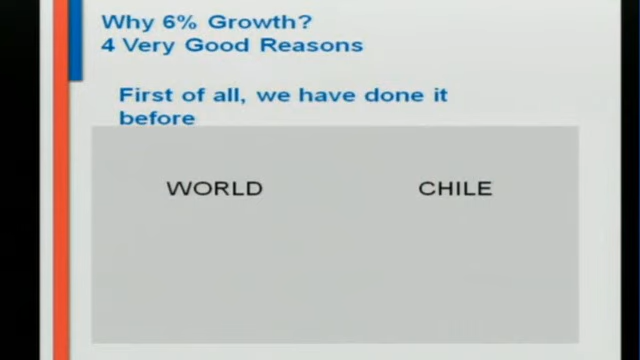 Why 6% Growth?
4 Very Good Reasons
First of all, we have done it
before
WORLD
CHILE